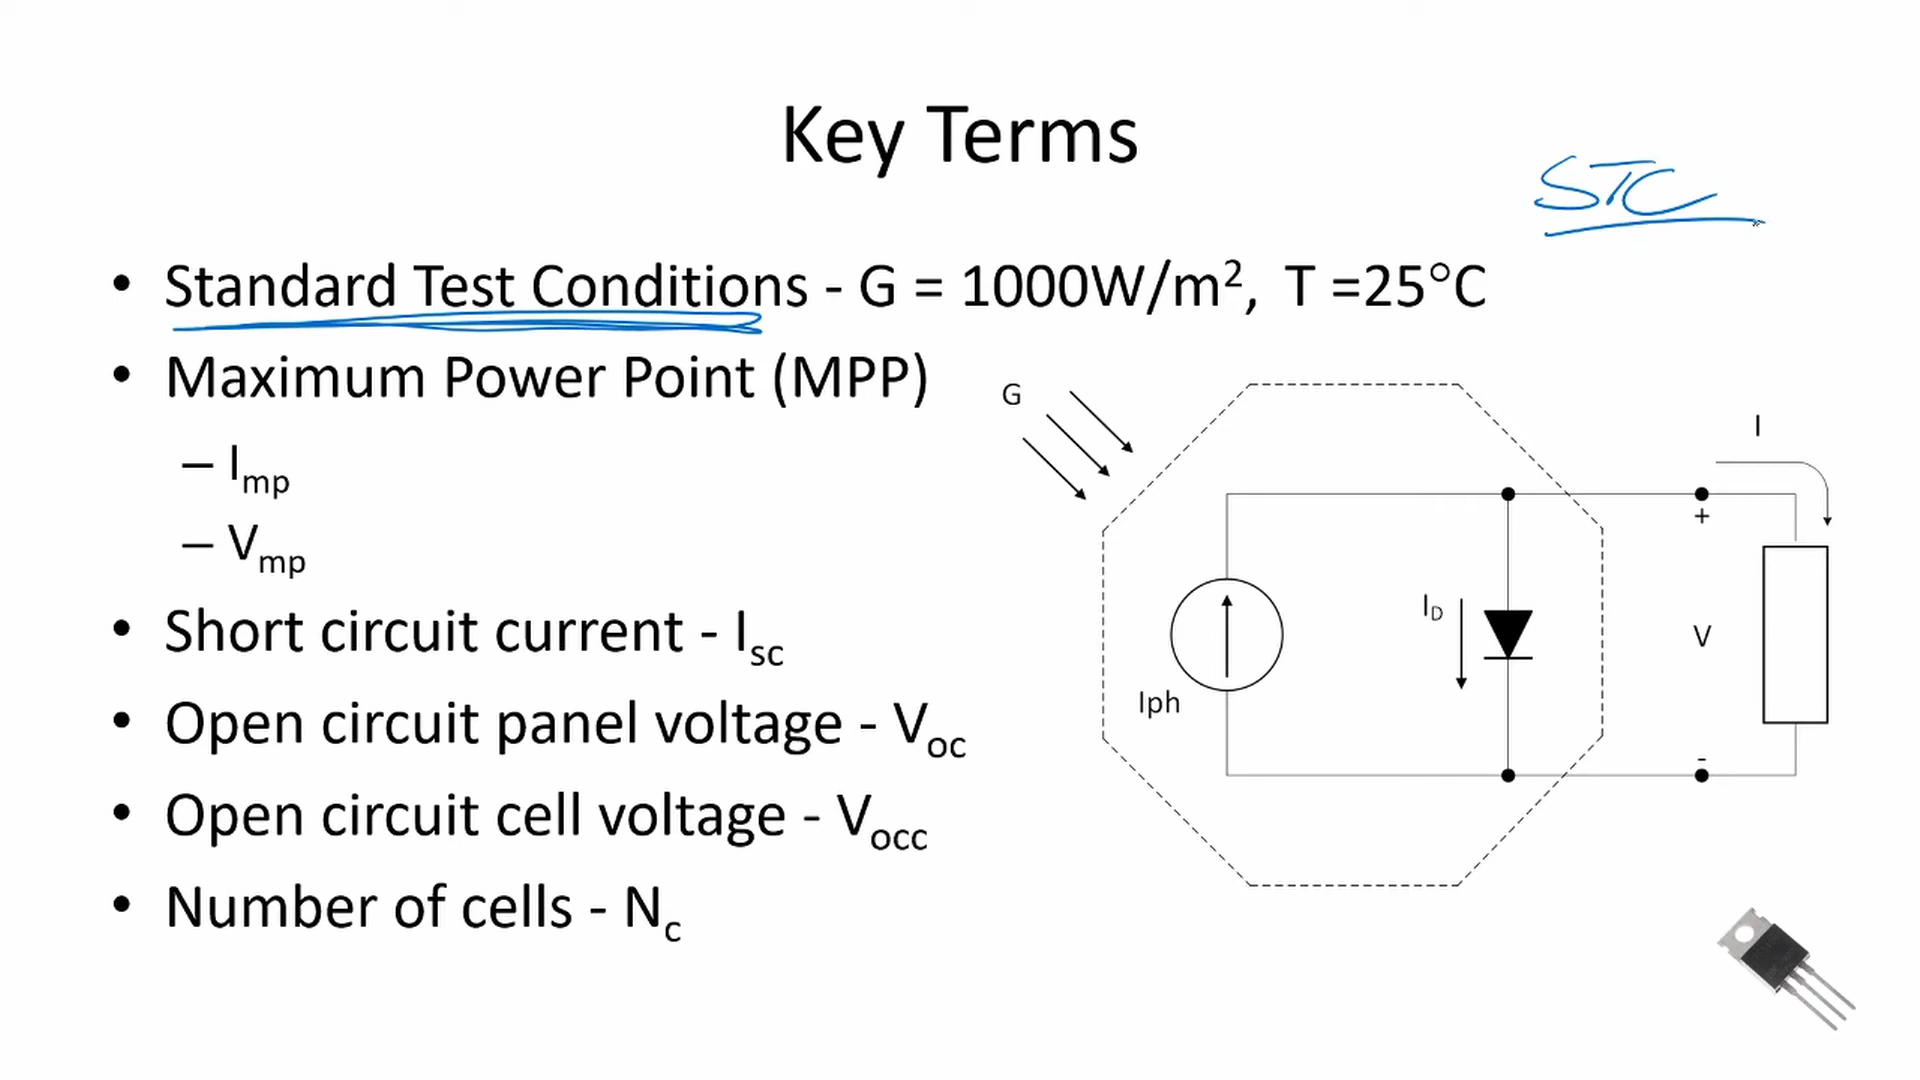 Key Terms
STC
• Standard Test Conditions - G = 1000W/m², T =25°C
• Maximum Power Point (MPP)
– Imp
– Vmp
• Short circuit current - Isc
• Open circuit panel voltage - Voc
• Open circuit cell voltage - Vocc
• Number of cells - Nc
G
I
+
ID
V
Iph
-